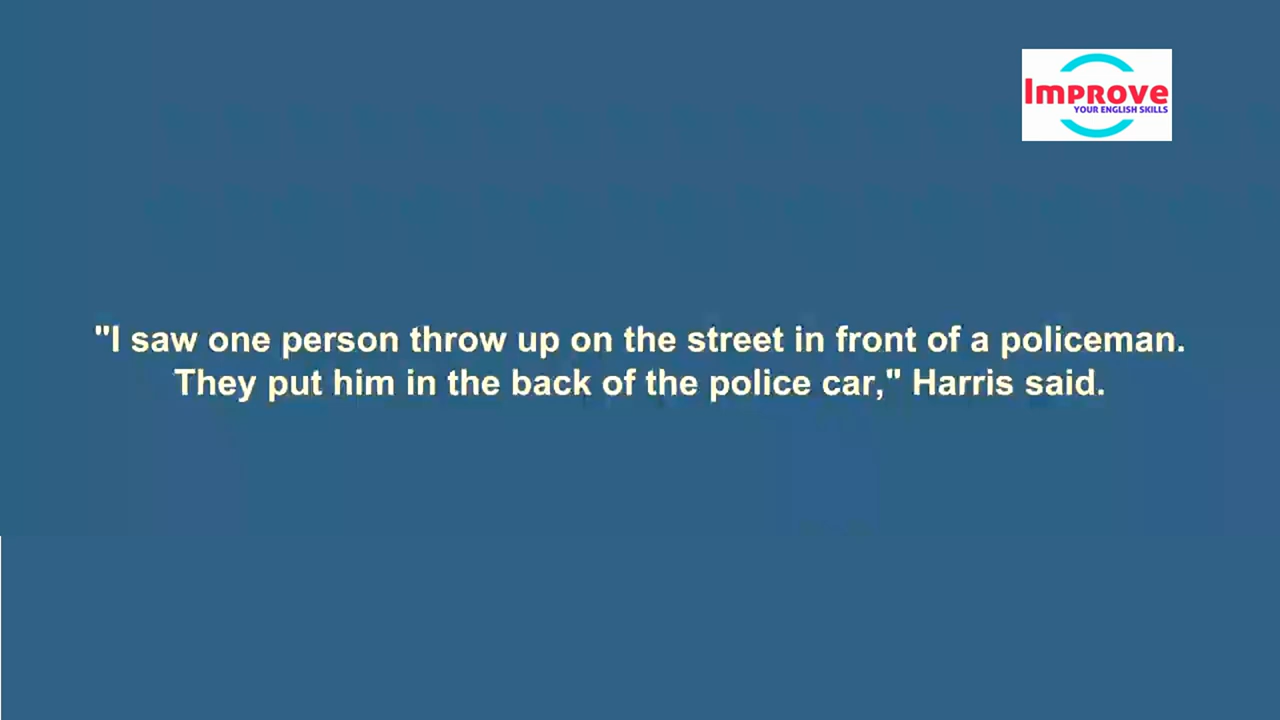 Improve
YOUR ENGLISH SKILLS
"I saw one person throw up on the street in front of a policeman.
They put him in the back of the police car," Harris said.